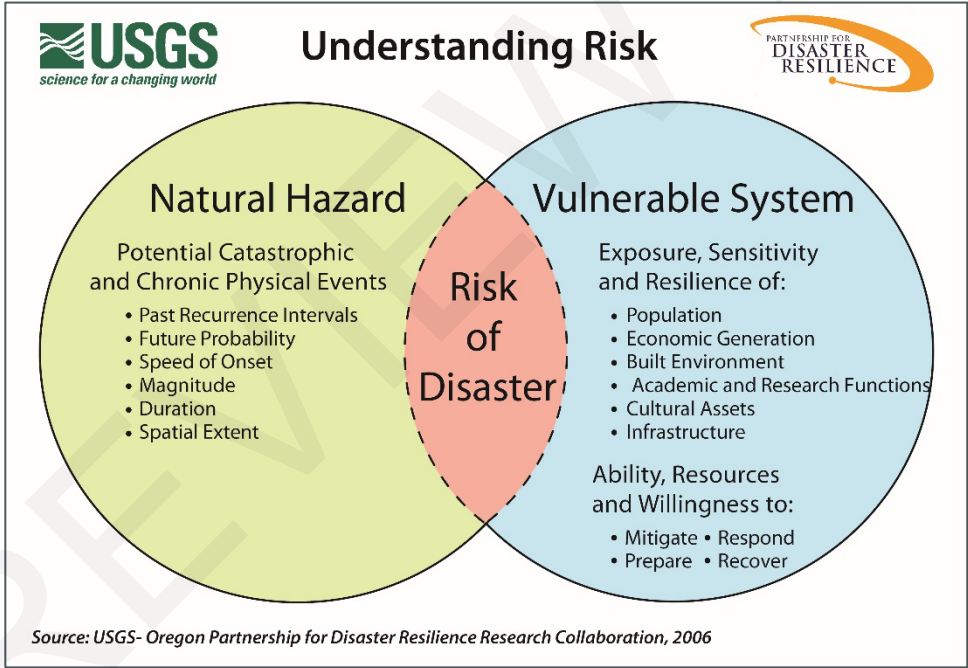 USGS
science for a changing world
Understanding Risk
PARTNERSHIP FOR
DISASTER
RESILIENCE
Natural Hazard
Potential Catastrophic
and Chronic Physical Events
• Past Recurrence Intervals
• Future Probability
• Speed of Onset
• Magnitude
• Duration
• Spatial Extent
Risk
of
Disaster
Vulnerable System
Exposure, Sensitivity
and Resilience of:
• Population
• Economic Generation
• Built Environment
• Academic and Research Functions
• Cultural Assets
• Infrastructure
Ability, Resources
and Willingness to:
• Mitigate • Respond
• Prepare • Recover
Source: USGS- Oregon Partnership for Disaster Resilience Research Collaboration, 2006
REVIEW